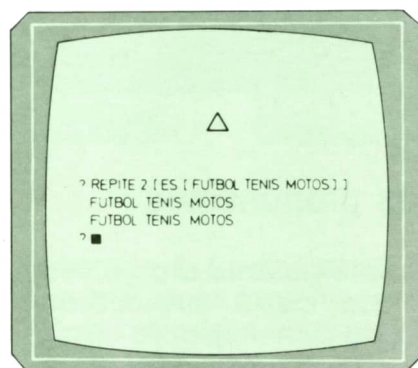 ? REPITE 2 [ ES [ FUTBOL TENIS MOTOS ] ]
FUTBOL TENIS MOTOS
FUTBOL TENIS MOTOS
?